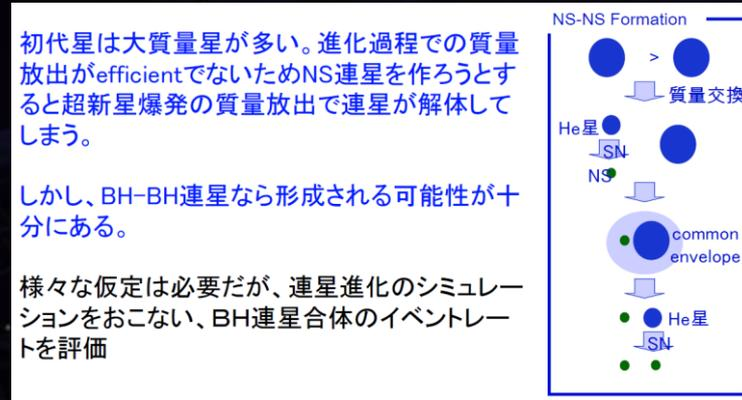 初代星は大質量星が多い。進化過程での質量
放出がefficientでないためNS連星を作ろうとす
ると超新星爆発の質量放出で連星が解体して
しまう。
しかし、BH-BH連星なら形成される可能性が十
分にある。
様々な仮定は必要だが、連星進化のシミュレー
ションをおこない、BH連星合体のイベントレー
トを評価
NS-NS Formation
>
質量交換
He星
SN
NS
common
envelope
He星
SN